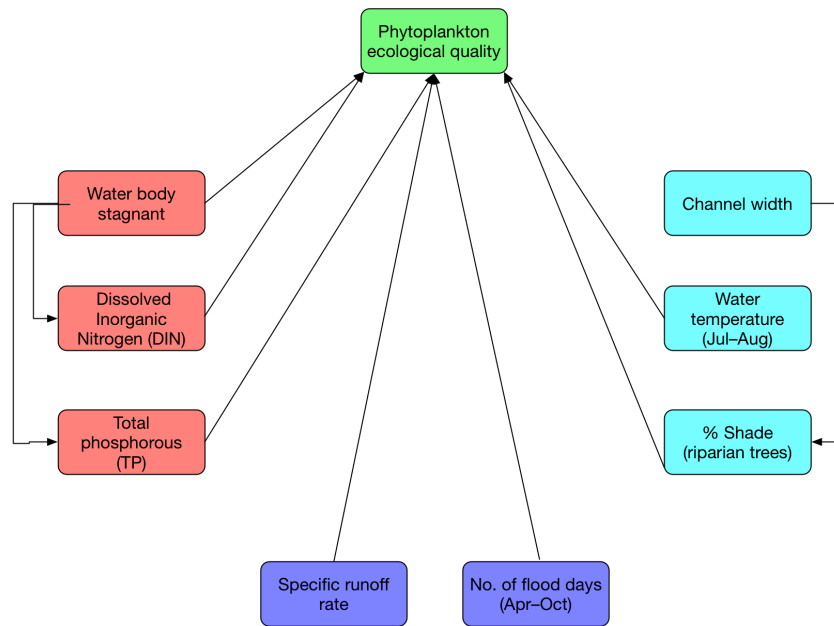 Phytoplankton
ecological quality
Water body
stagnant
Channel width
Dissolved
Inorganic
Nitrogen (DIN)
Water
temperature
(Jul–Aug)
Total
phosphorous
(TP)
% Shade
(riparian trees)
Specific runoff
rate
No. of flood days
(Apr–Oct)